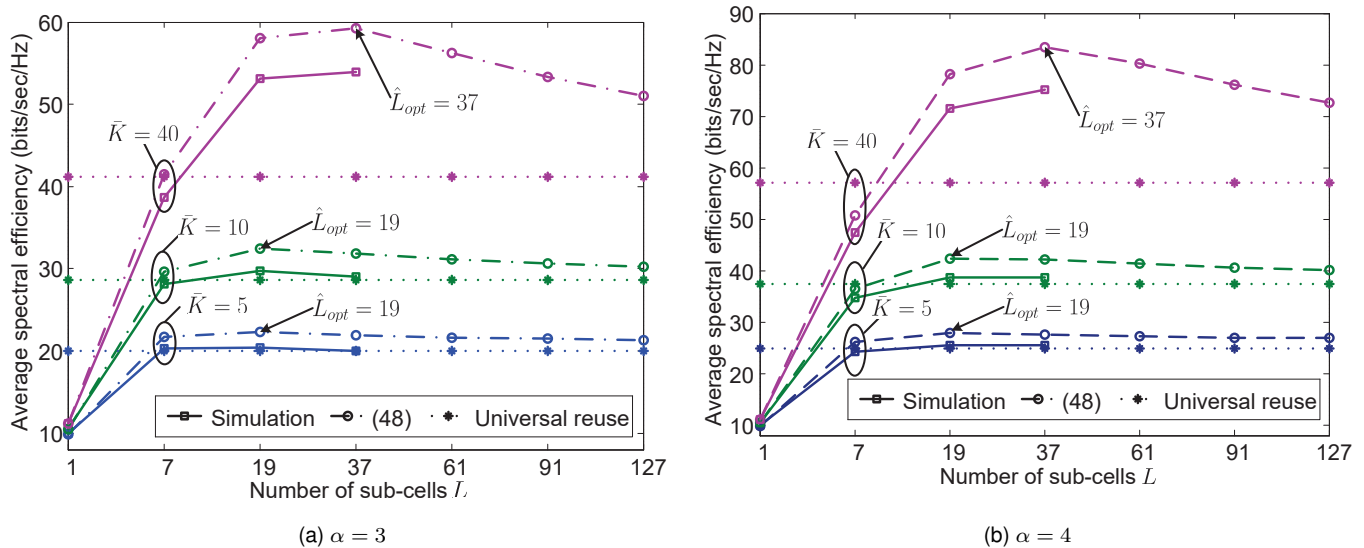 Average spectral efficiency (bits/sec/Hz)
60
50
40
30
20
10
1 7 19 37 61 91 127
Number of sub-cells L
K̄ = 40
K̄ = 10
K̄ = 5
L̂opt = 37
L̂opt = 19
L̂opt = 19
Simulation (48) Universal reuse
(a) α = 3
Average spectral efficiency (bits/sec/Hz)
90
80
70
60
50
40
30
20
10
1 7 19 37 61 91 127
Number of sub-cells L
K̄ = 40
K̄ = 10
K̄ = 5
L̂opt = 37
L̂opt = 19
L̂opt = 19
Simulation (48) Universal reuse
(b) α = 4